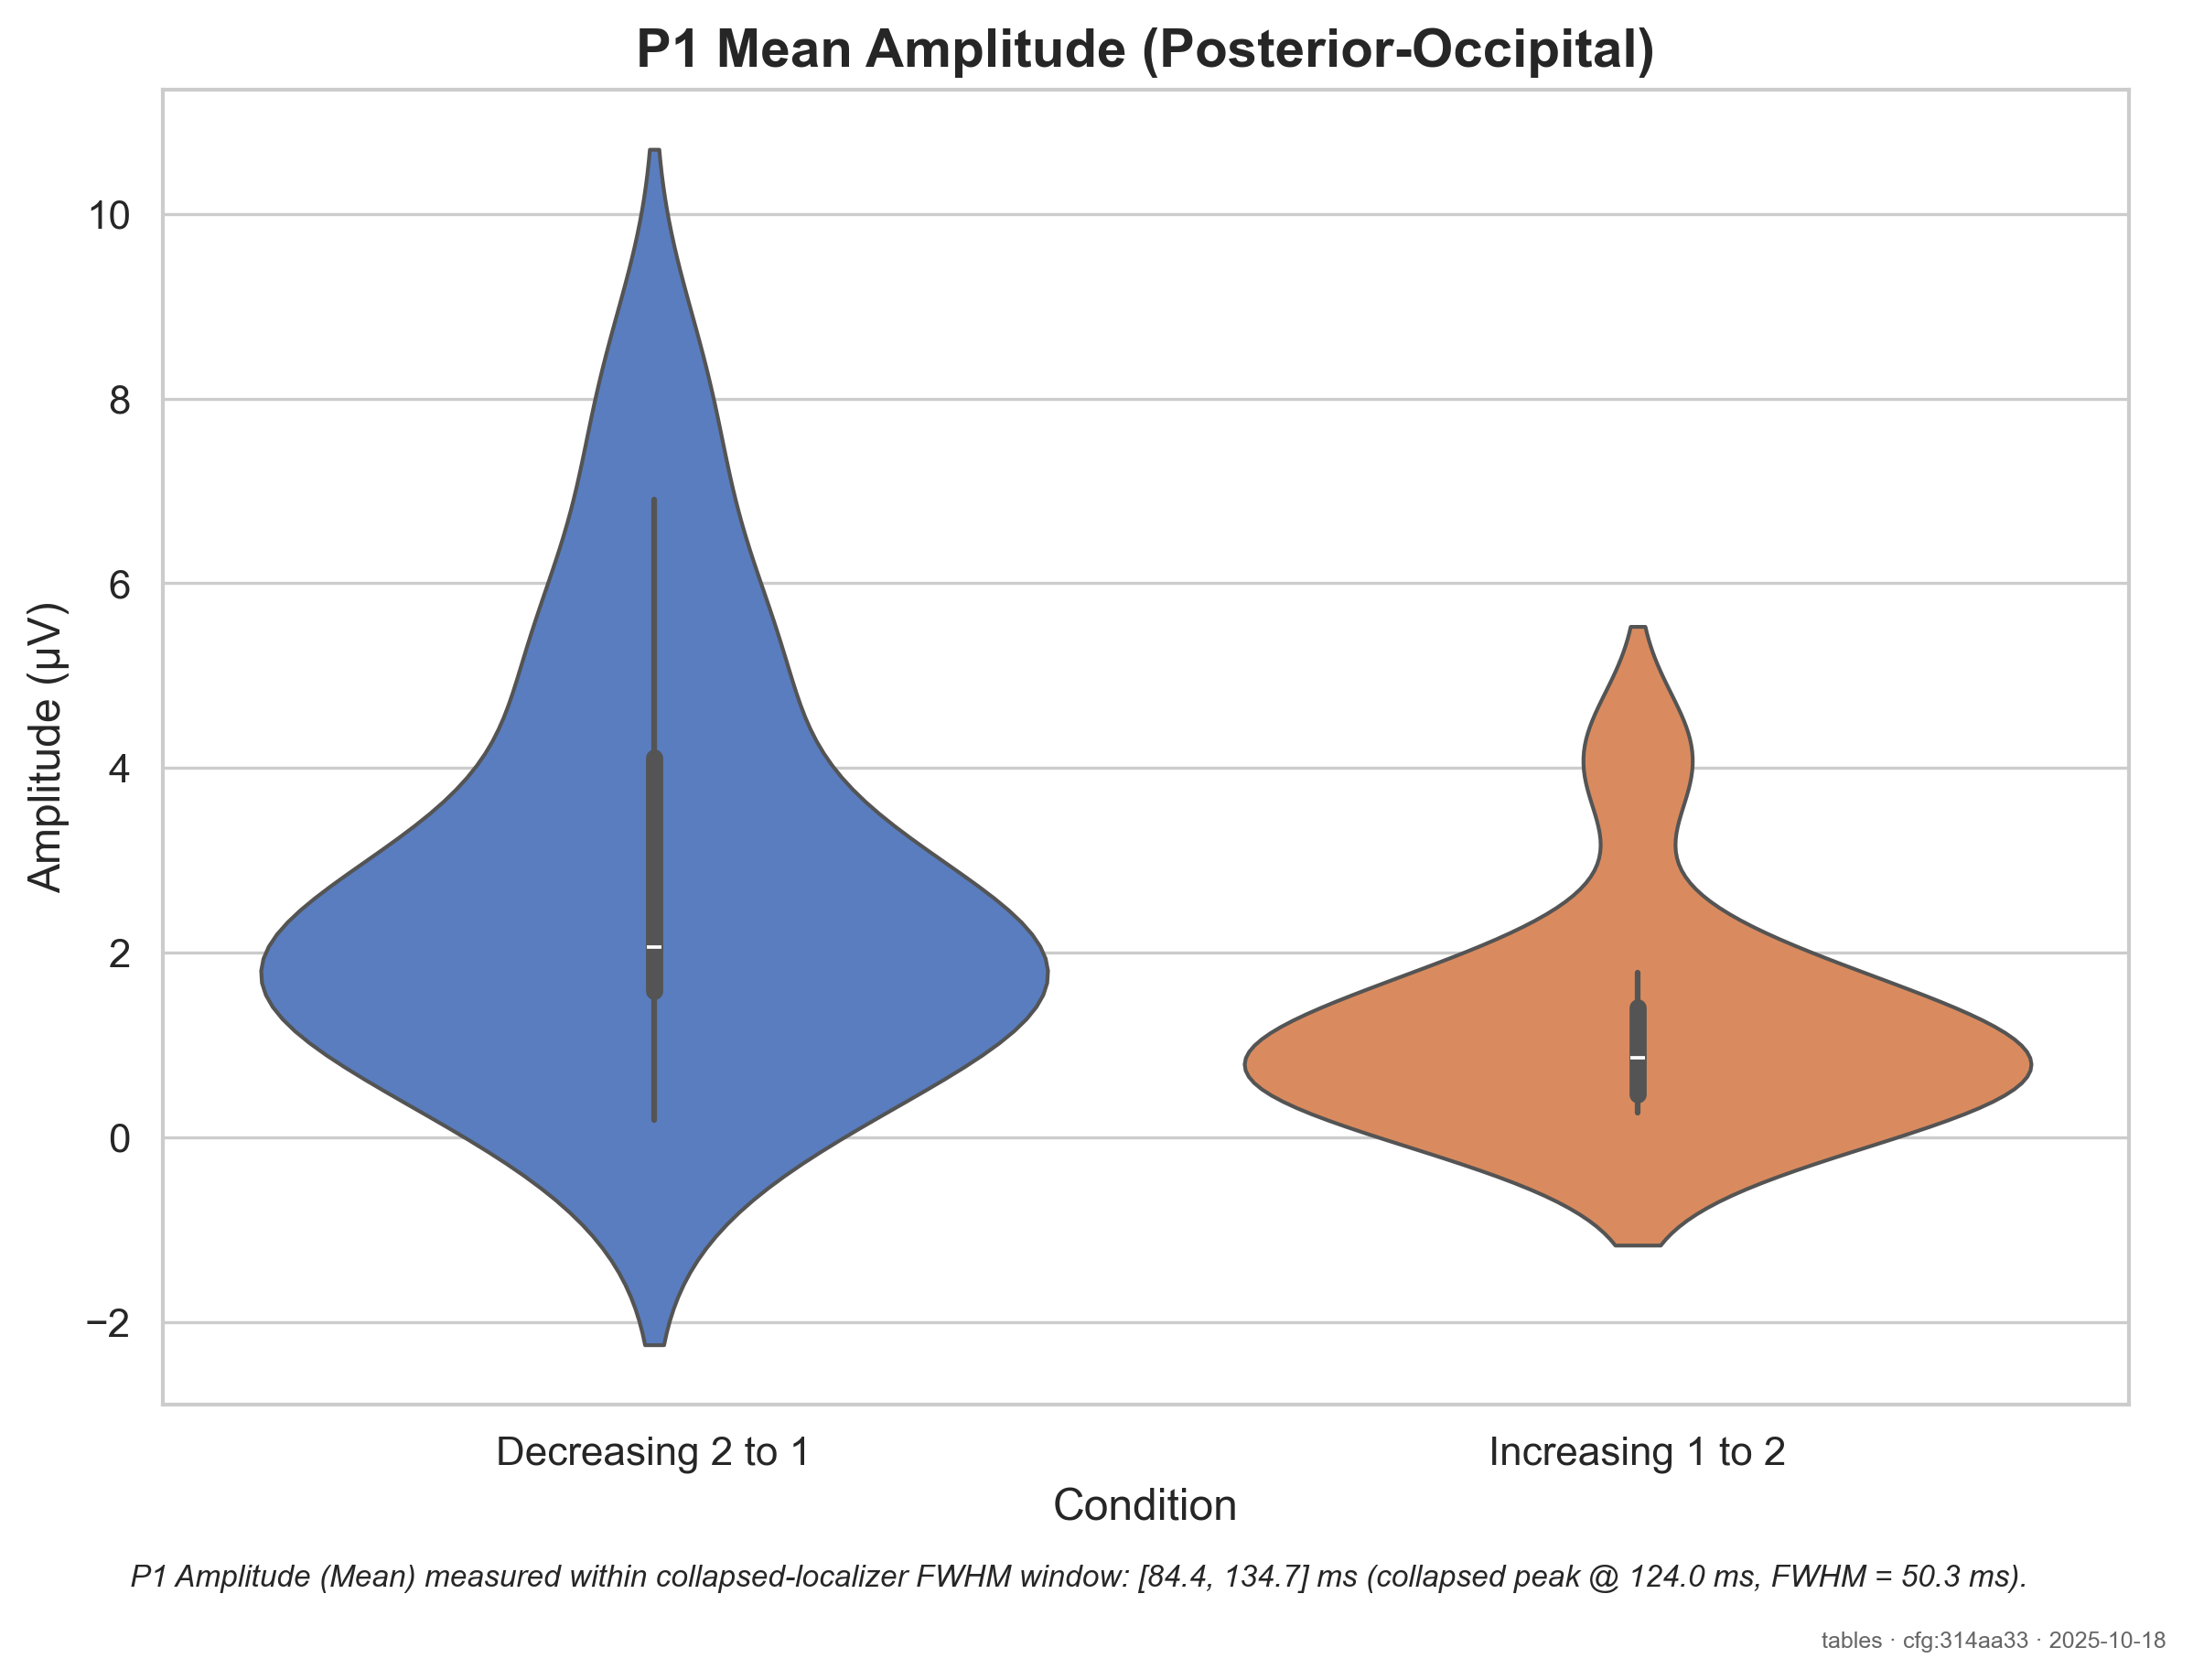 P1 Mean Amplitude (Posterior-Occipital)
Amplitude (µV)
10
8
6
4
2
0
−2
Decreasing 2 to 1
Increasing 1 to 2
Condition
P1 Amplitude (Mean) measured within collapsed-localizer FWHM window: [84.4, 134.7] ms (collapsed peak @ 124.0 ms, FWHM = 50.3 ms).
tables · cfg:314aa33 · 2025-10-18